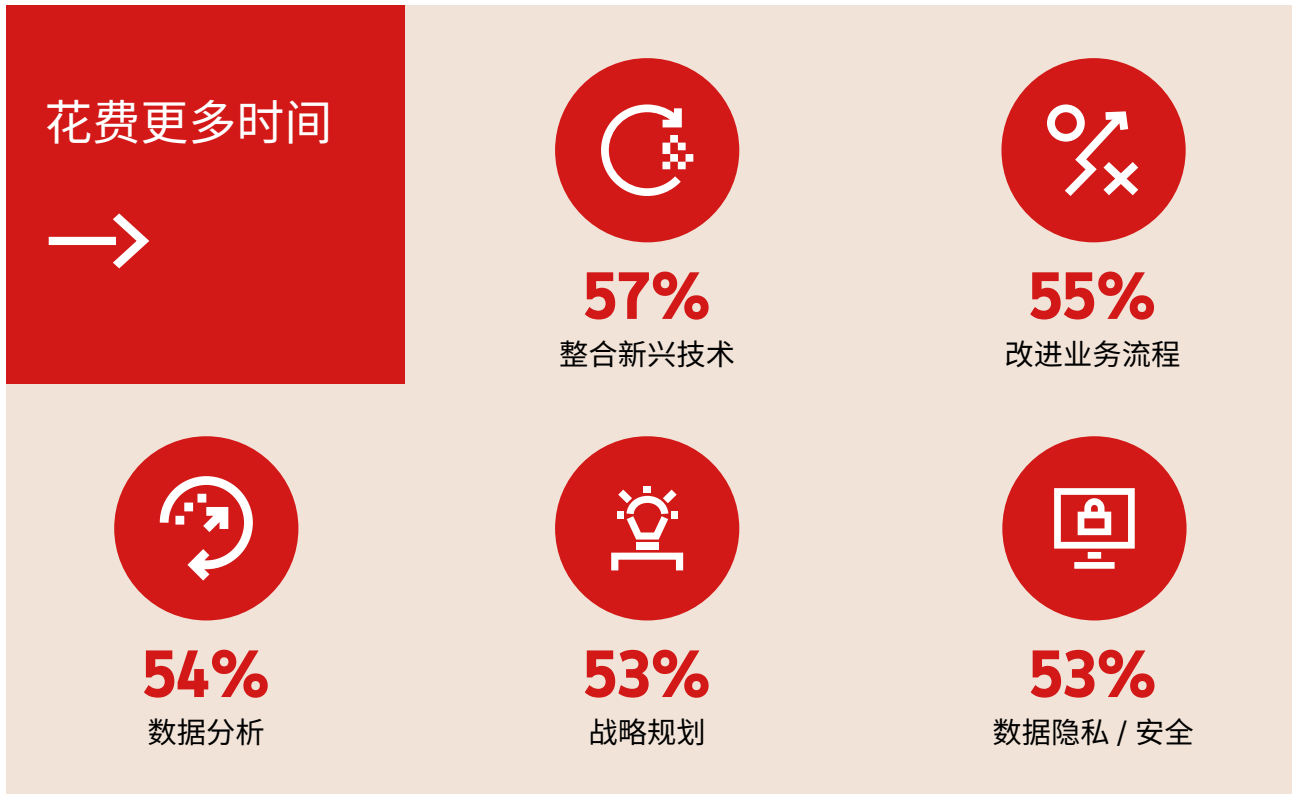 花费更多时间
57%
整合新兴技术
55%
改进业务流程
54%
数据分析
53%
战略规划
53%
数据隐私 / 安全